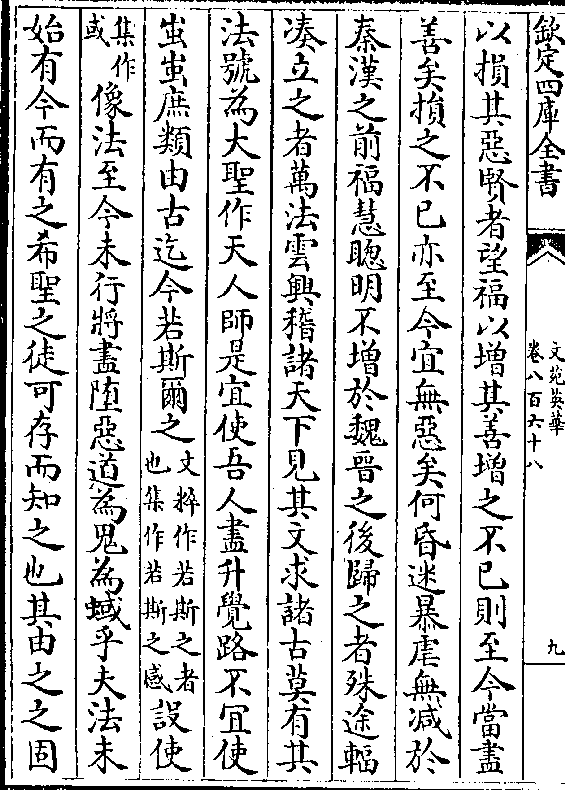 欽定四庫全書
文苑英華
卷八百六十八
九
以損其惡賢者望福以増其善増之不已則至今當盡
善矣損之不已亦至今宜無惡矣何昏迷暴虐無減於
秦漢之前福慧聰明不增於魏晋之後歸之者殊途輻
凑立之者萬法雲興稽諸天下見其文求諸古莫有其
法號為大聖作天人師是宜使吾人盡升覺路不宜使
蚩蚩庶類由古迄今若斯爾之文粹作若斯之者也集作若斯之感設使
集作或像法至今未行將盡墮惡道為鬼為蜮乎夫法未
始有今而有之希聖之徒可存而知之也其由之之固